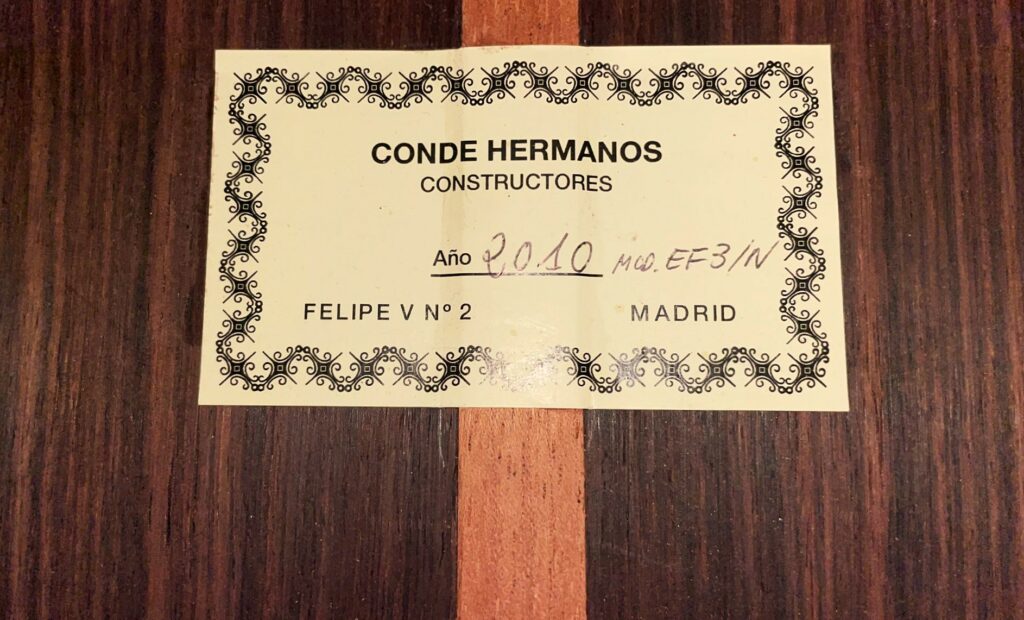 CONDE HERMANOS
CONSTRUCTORES
Año 2010 Mod. EF3/N
FELIPE V Nº 2 MADRID